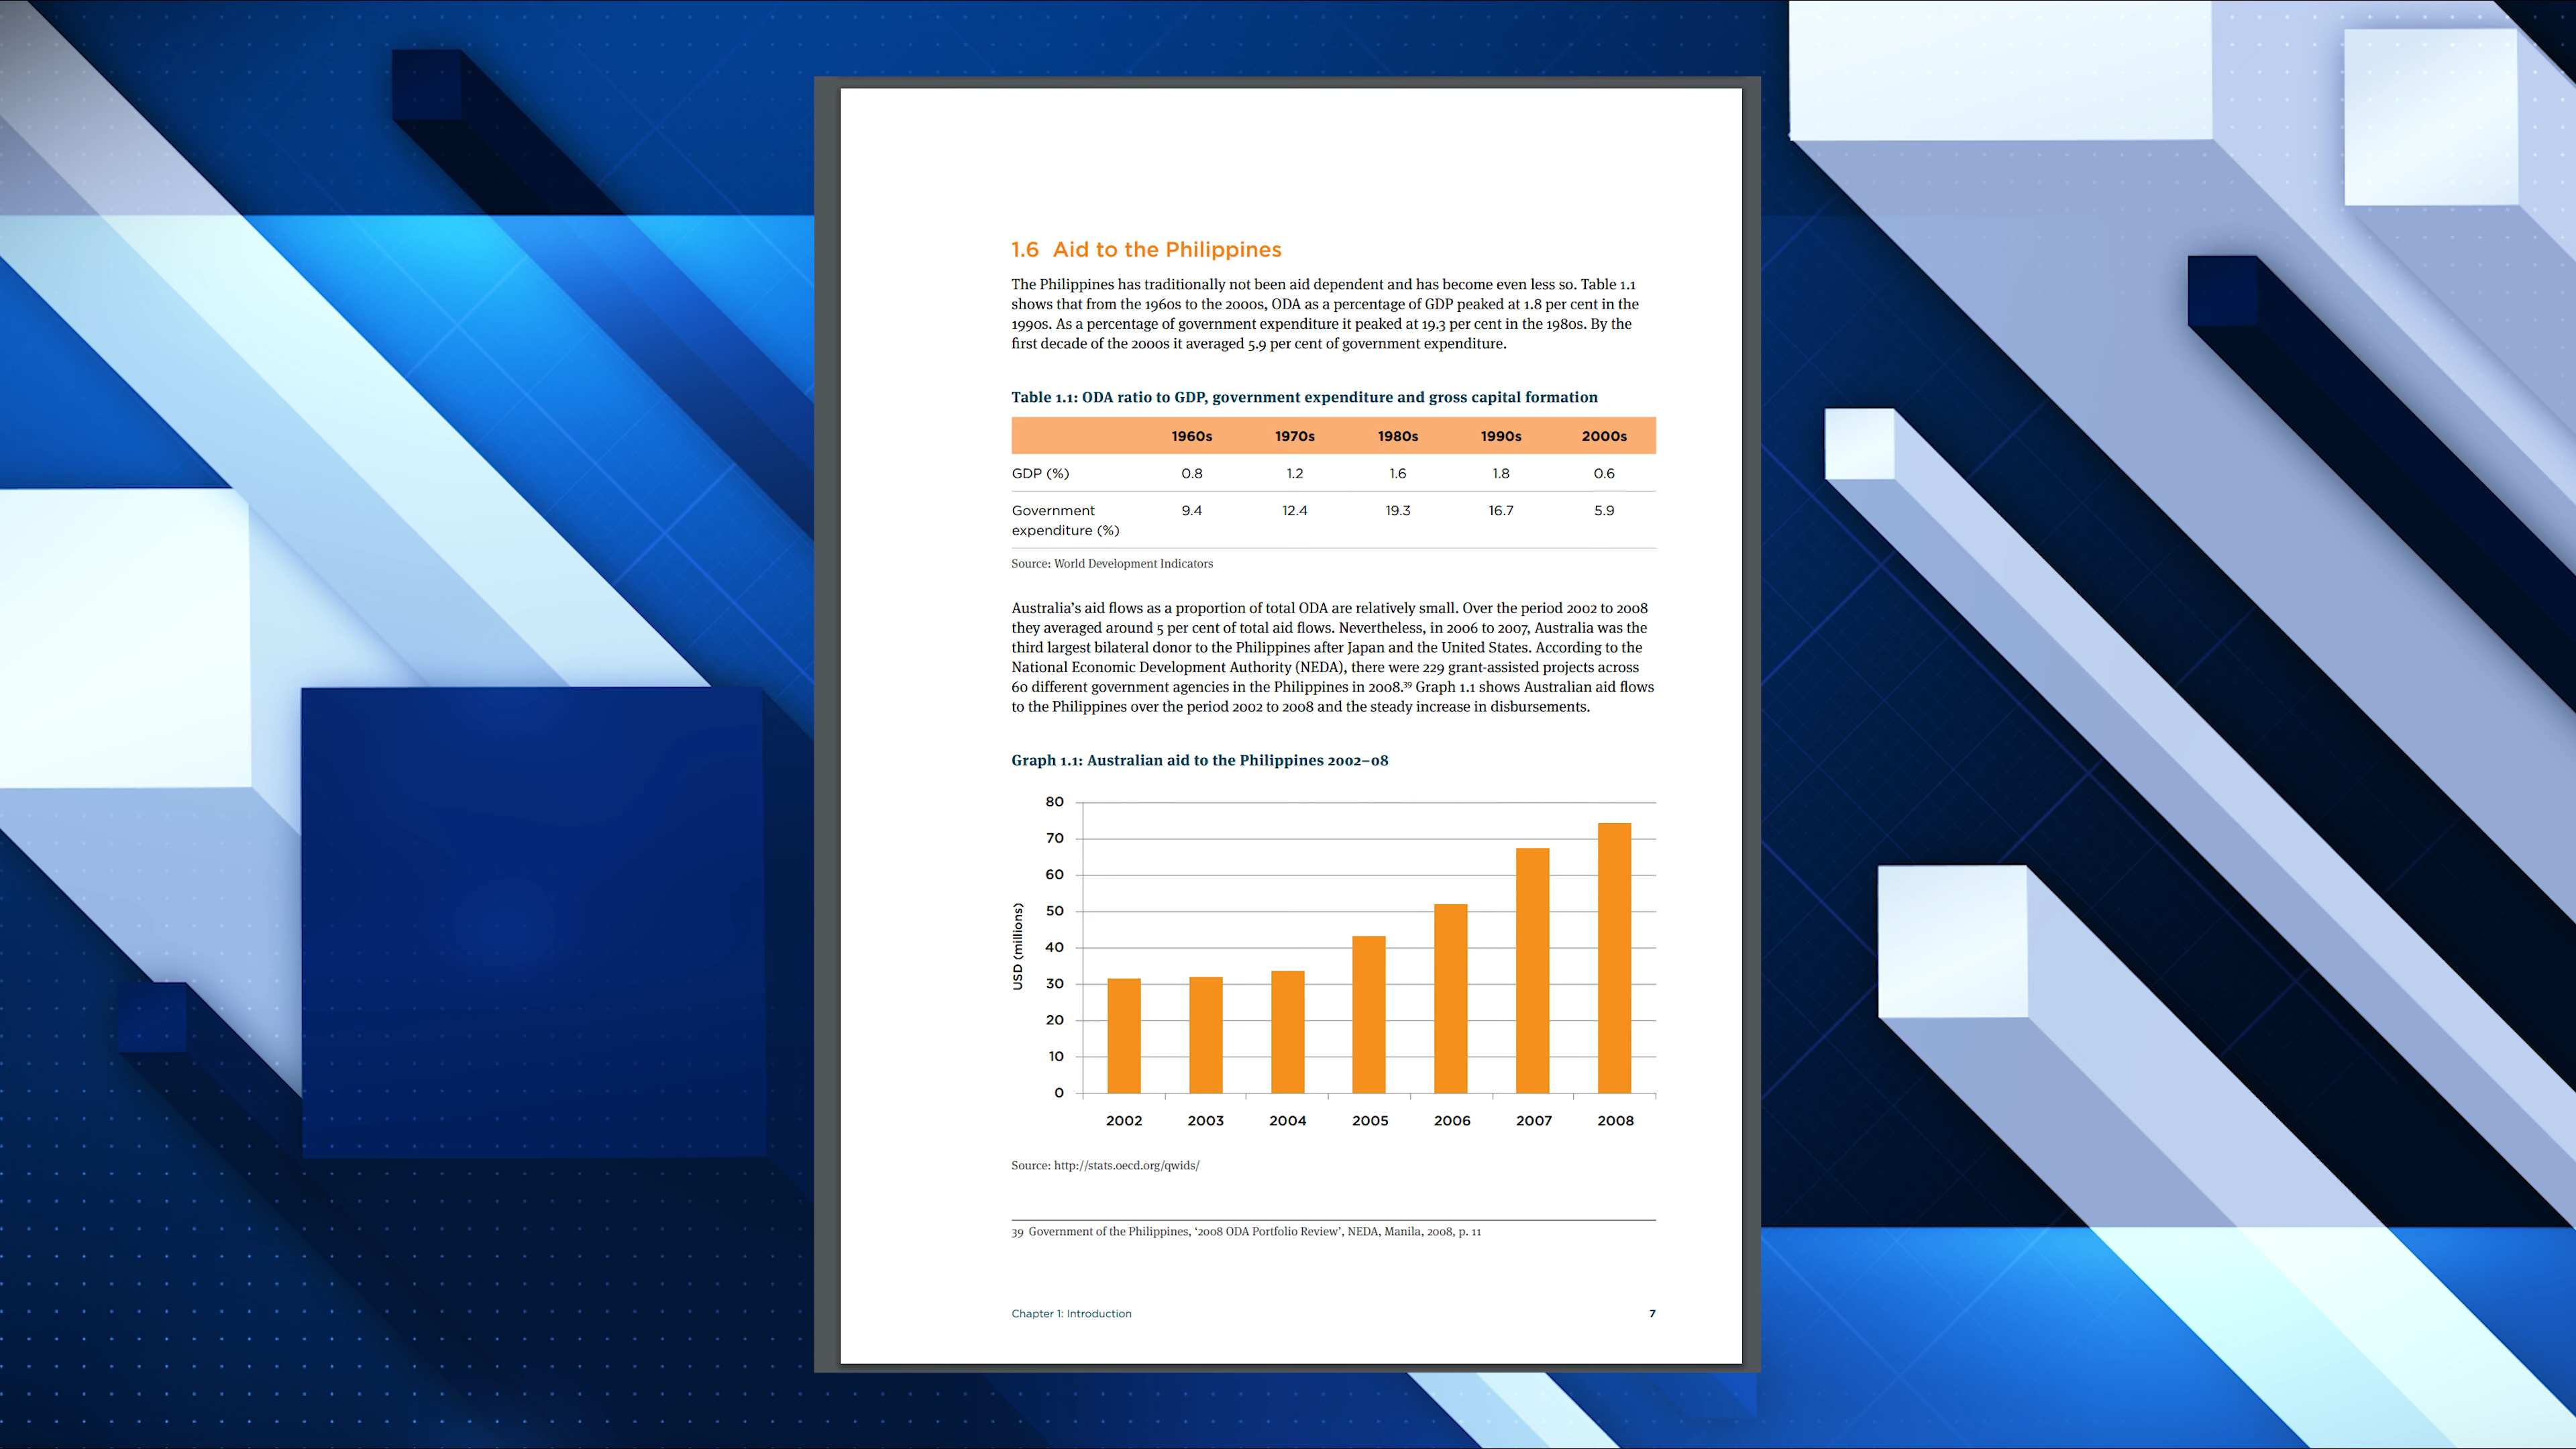 1.6 Aid to the Philippines
The Philippines has traditionally not been aid dependent and has become even less so. Table 1.1
shows that from the 1960s to the 2000s, ODA as a percentage of GDP peaked at 1.8 per cent in the
1990s. As a percentage of government expenditure it peaked at 19.3 per cent in the 1980s. By the
first decade of the 2000s it averaged 5.9 per cent of government expenditure.
Table 1.1: ODA ratio to GDP, government expenditure and gross capital formation
1960s 1970s 1980s 1990s 2000s
GDP (%) 0.8 1.2 1.6 1.8 0.6
Government 9.4 12.4 19.3 16.7 5.9
expenditure (%)
Source: World Development Indicators
Australia’s aid flows as a proportion of total ODA are relatively small. Over the period 2002 to 2008
they averaged around 5 per cent of total aid flows. Nevertheless, in 2006 to 2007, Australia was the
third largest bilateral donor to the Philippines after Japan and the United States. According to the
National Economic Development Authority (NEDA), there were 229 grant-assisted projects across
60 different government agencies in the Philippines in 2008.³⁹ Graph 1.1 shows Australian aid flows
to the Philippines over the period 2002 to 2008 and the steady increase in disbursements.
Graph 1.1: Australian aid to the Philippines 2002–08
80
70
60
50
40
30
20
10
0
USD (millions)
2002 2003 2004 2005 2006 2007 2008
Source: http://stats.oecd.org/qwids/
39 Government of the Philippines, ‘2008 ODA Portfolio Review’, NEDA, Manila, 2008, p. 11
Chapter 1: Introduction 7